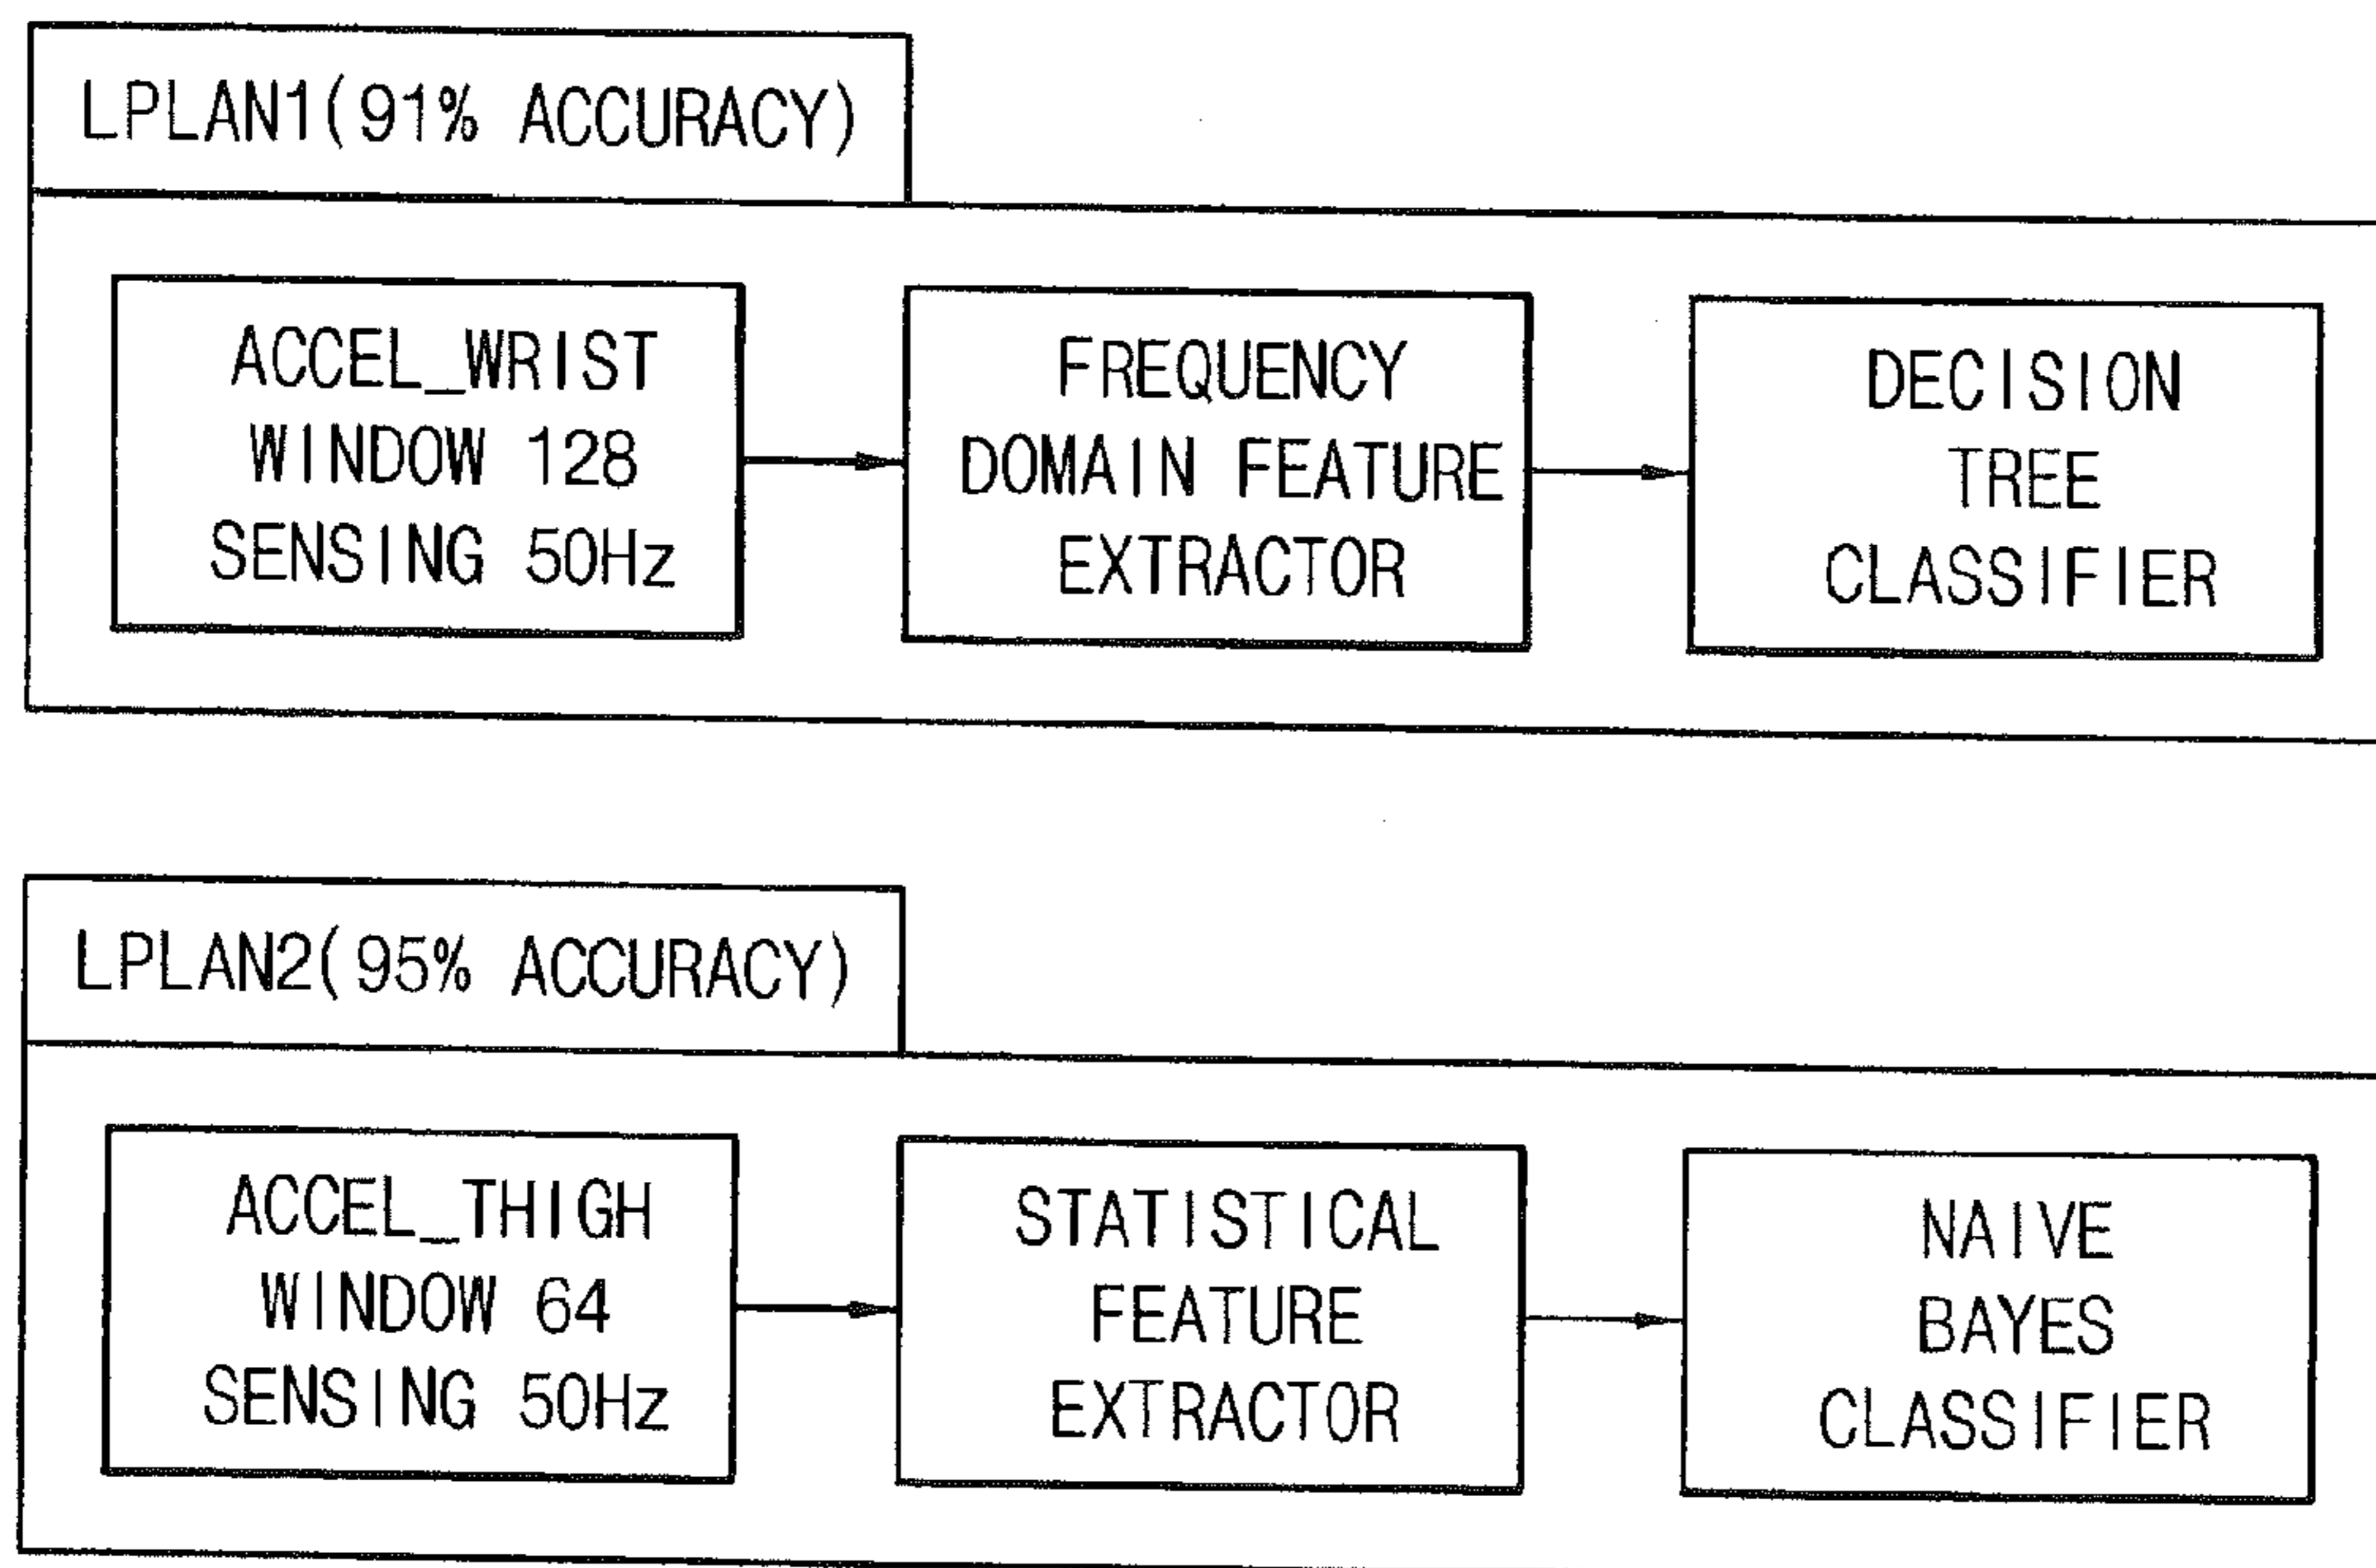 LPLAN1(91% ACCURACY)
ACCEL_WRIST
WINDOW 128
SENSING 50Hz
FREQUENCY
DOMAIN FEATURE
EXTRACTOR
DECISION
TREE
CLASSIFIER
LPLAN2(95% ACCURACY)
ACCEL_THIGH
WINDOW 64
SENSING 50Hz
STATISTICAL
FEATURE
EXTRACTOR
NAIVE
BAYES
CLASSIFIER